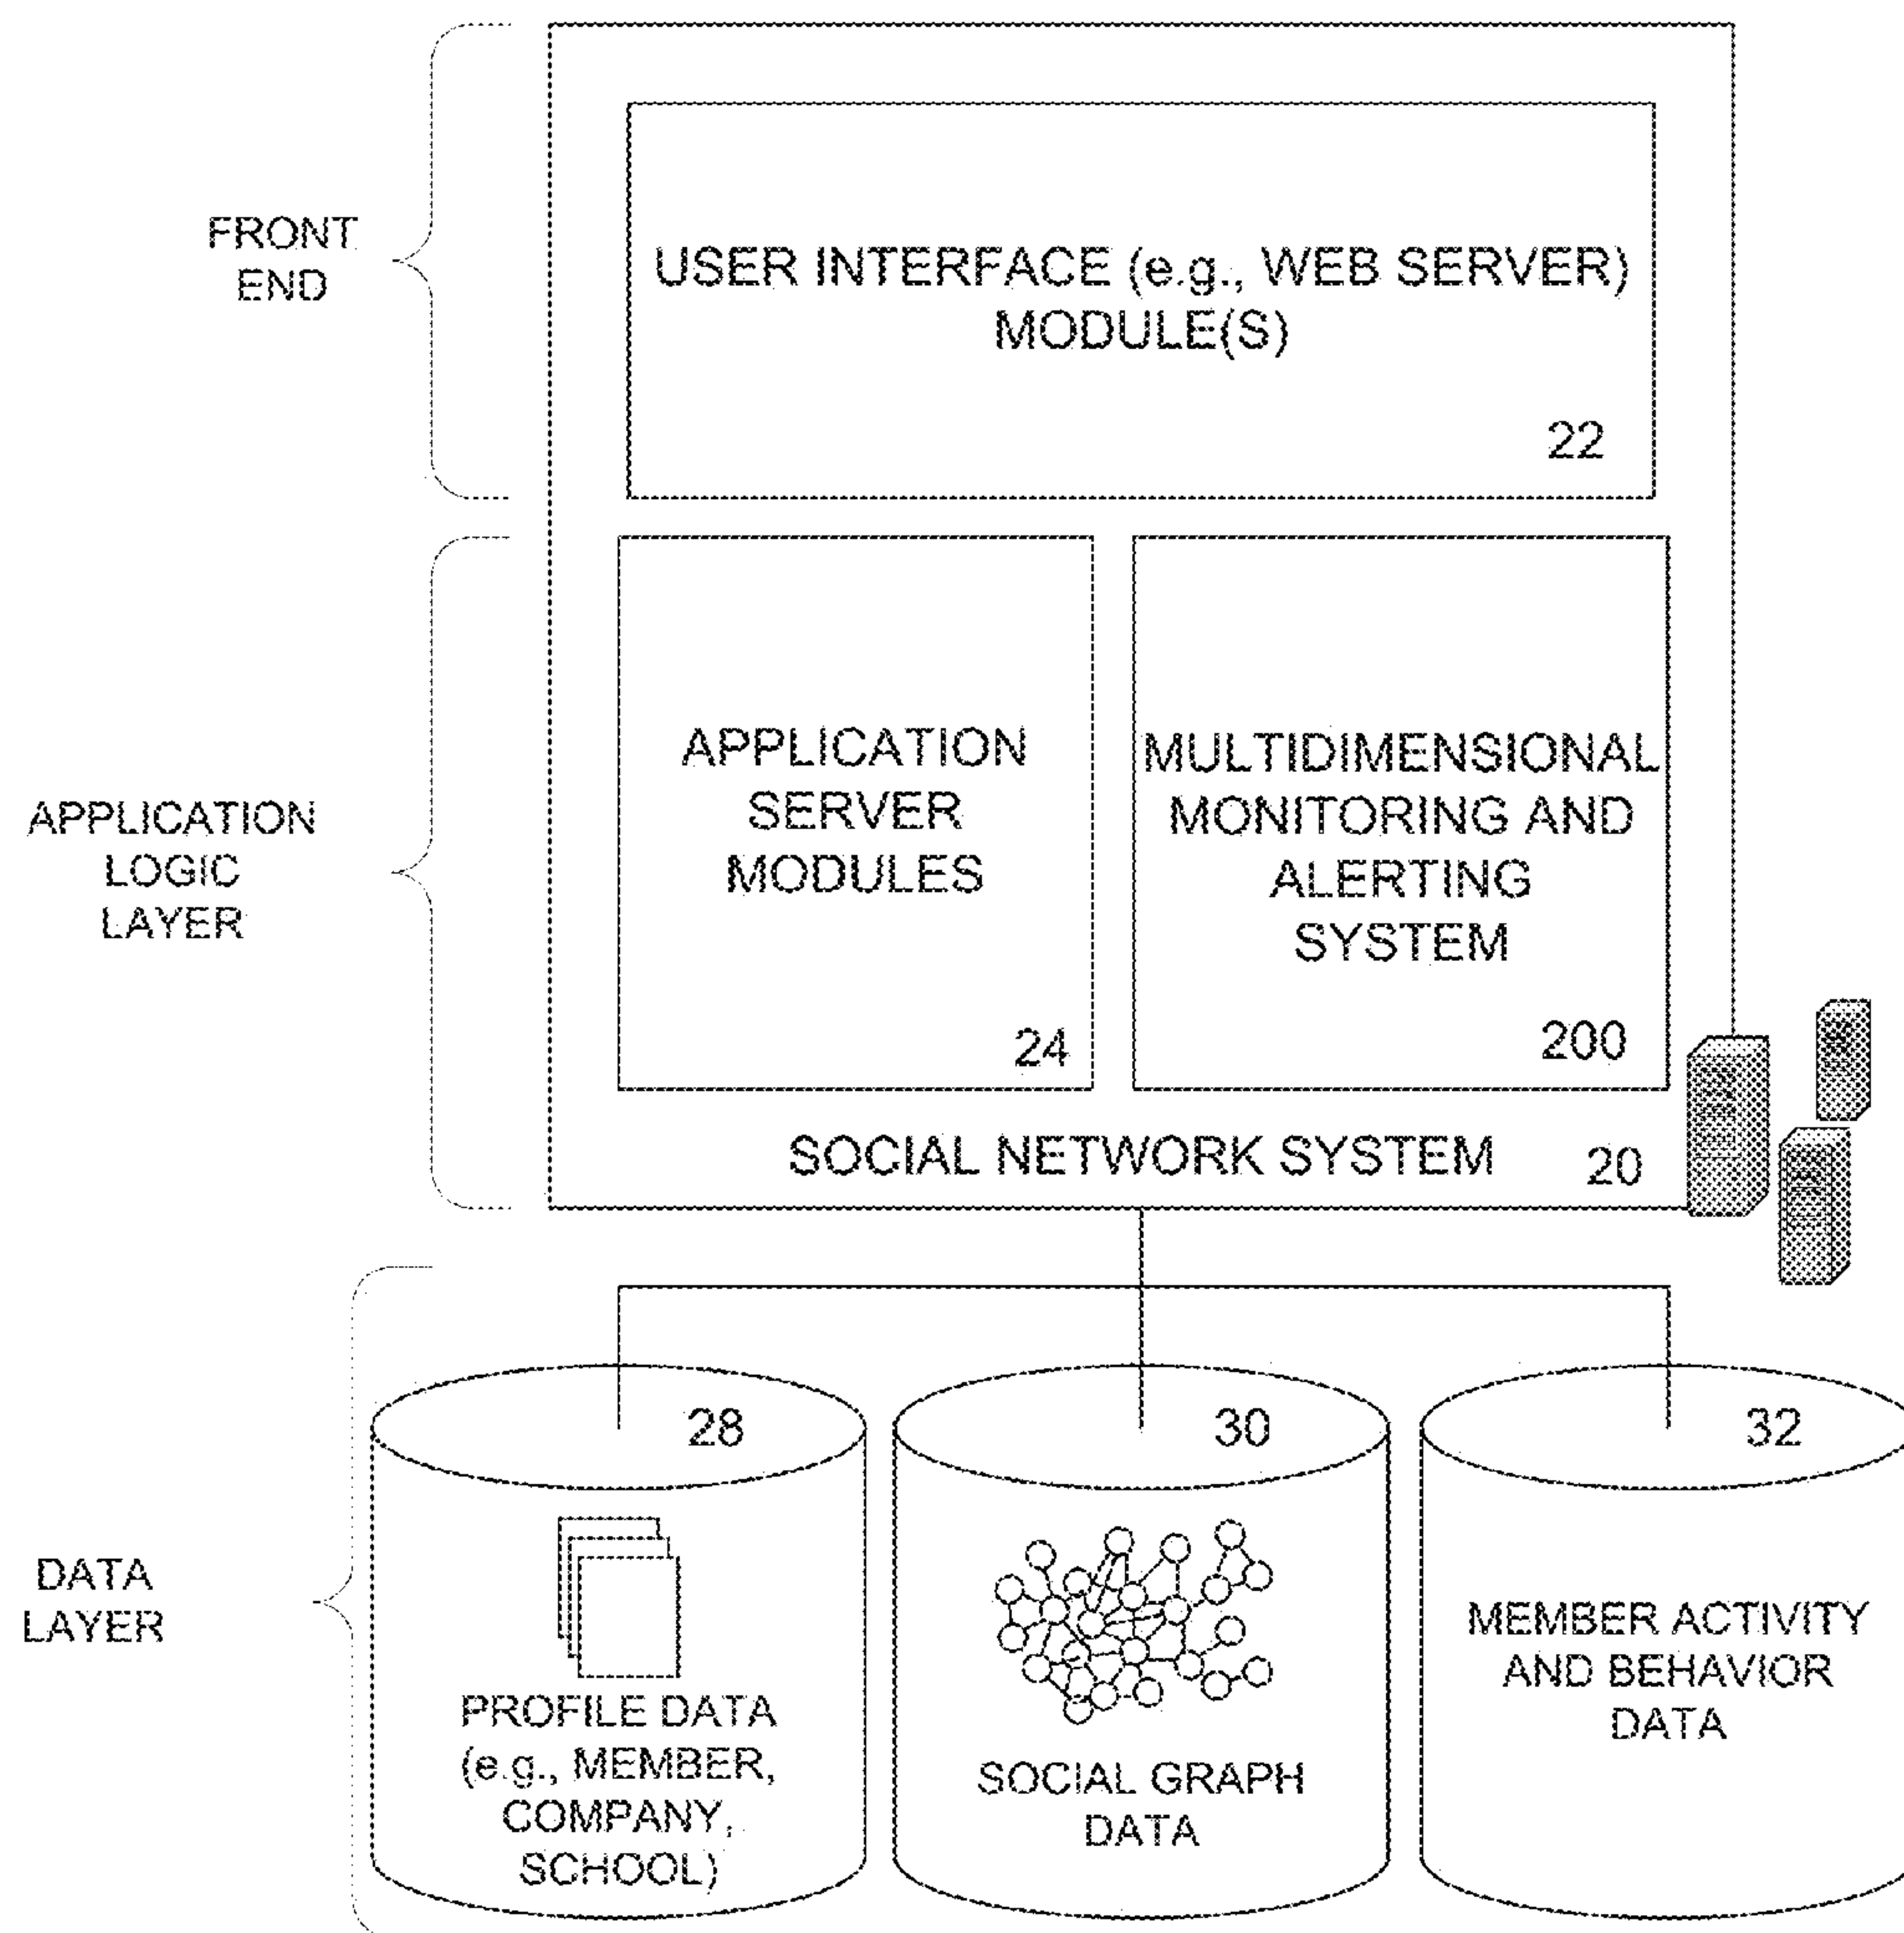 FRONT
END
USER INTERFACE (e.g., WEB SERVER)
MODULE(S)
22
APPLICATION
LOGIC
LAYER
APPLICATION
SERVER
MODULES
24
MULTIDIMENSIONAL
MONITORING AND
ALERTING
SYSTEM
200
SOCIAL NETWORK SYSTEM
20
DATA
LAYER
28
PROFILE DATA
(e.g., MEMBER,
COMPANY,
SCHOOL)
30
SOCIAL GRAPH
DATA
32
MEMBER ACTIVITY
AND BEHAVIOR
DATA